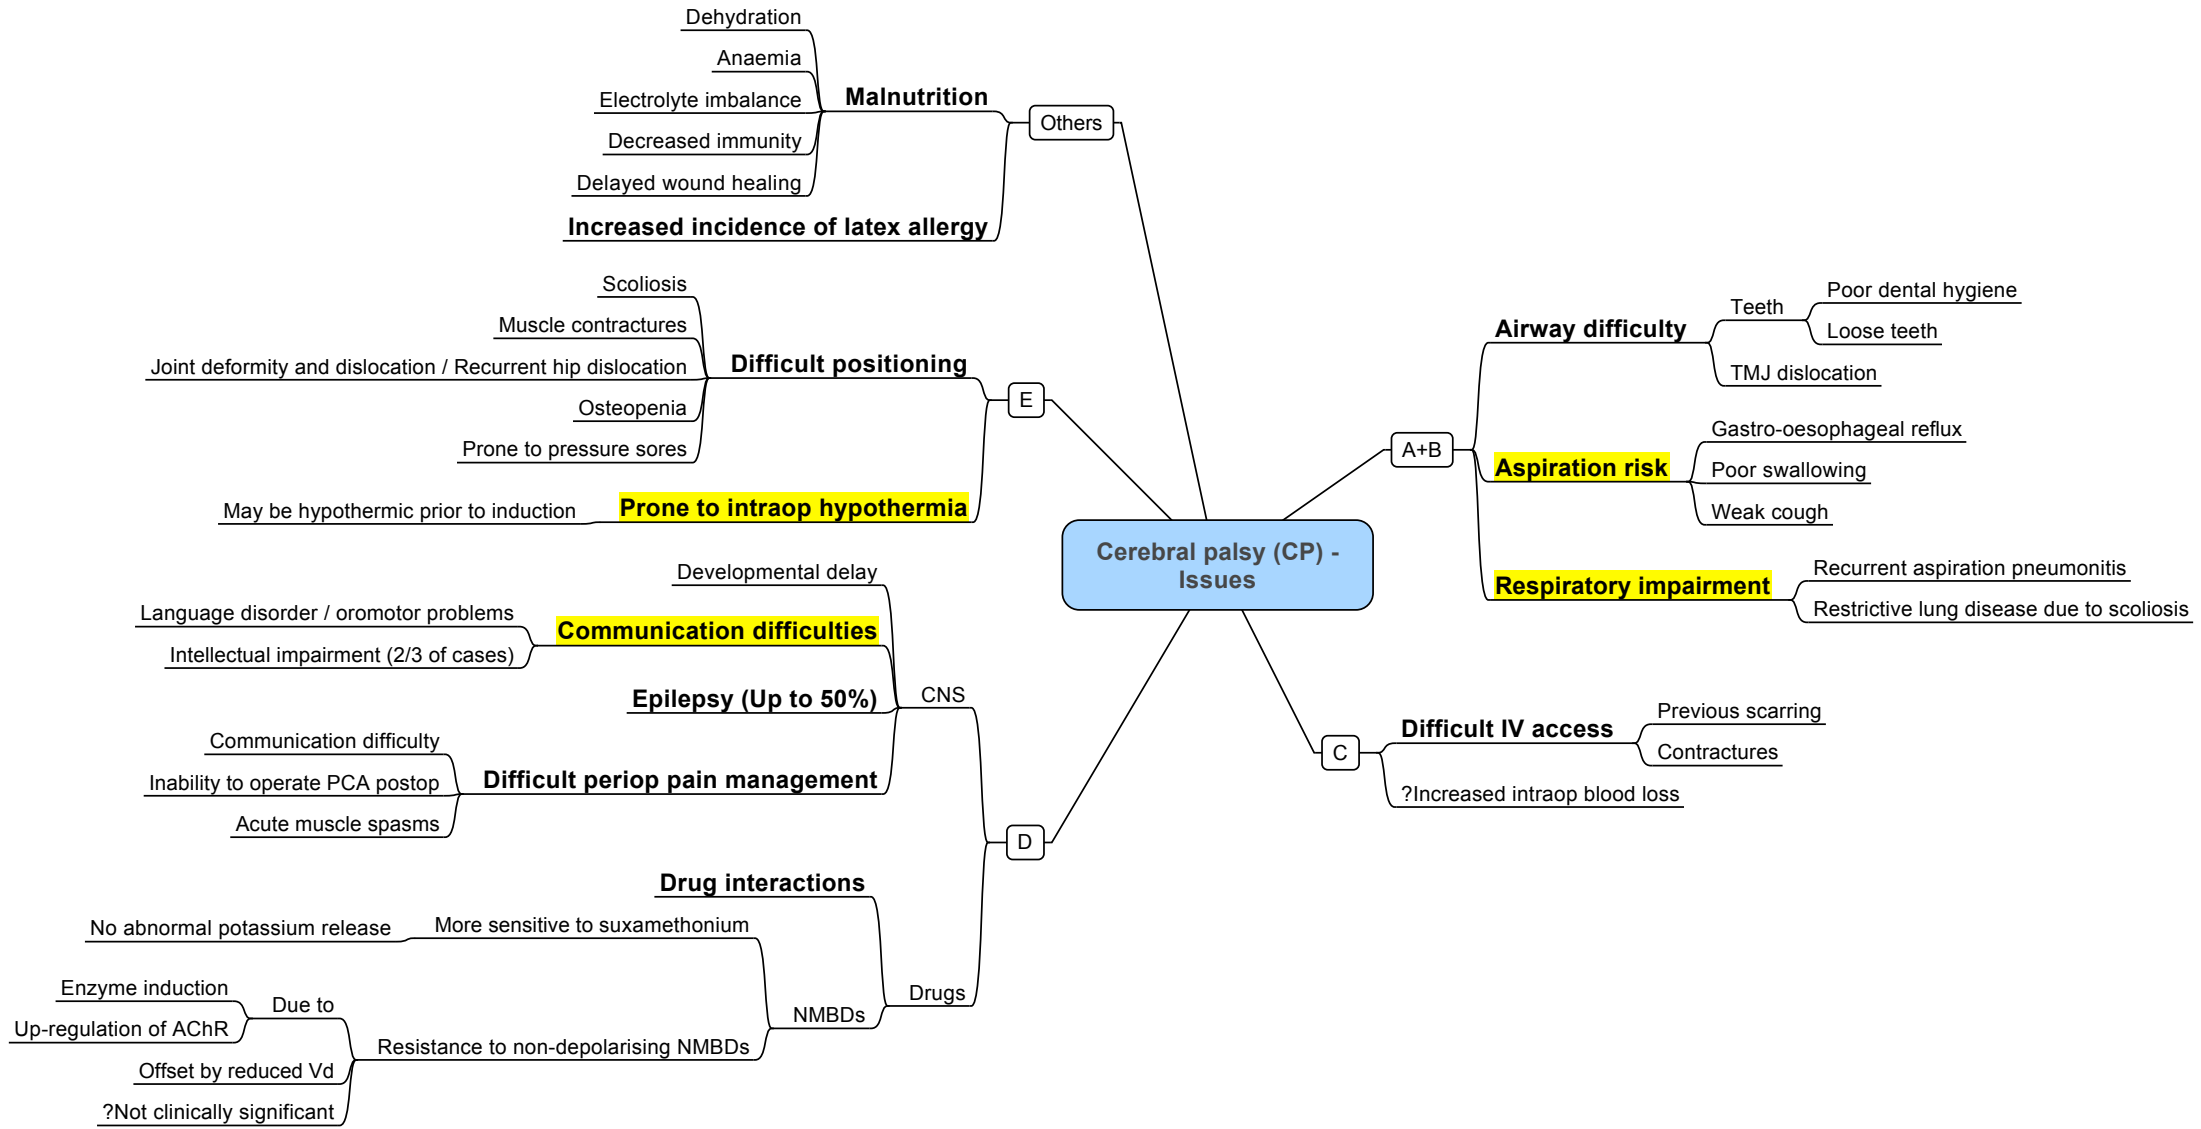 Cerebral palsy (CP) -
Issues
A+B
Airway difficulty
Teeth
Poor dental hygiene
Loose teeth
TMJ dislocation
Aspiration risk
Gastro-oesophageal reflux
Poor swallowing
Weak cough
Respiratory impairment
Recurrent aspiration pneumonitis
Restrictive lung disease due to scoliosis
C
Difficult IV access
Previous scarring
Contractures
?Increased intraop blood loss
D
CNS
Developmental delay
Communication difficulties
Language disorder / oromotor problems
Intellectual impairment (2/3 of cases)
Epilepsy (Up to 50%)
Difficult periop pain management
Communication difficulty
Inability to operate PCA postop
Acute muscle spasms
Drugs
Drug interactions
NMBDs
More sensitive to suxamethonium
No abnormal potassium release
Resistance to non-depolarising NMBDs
Due to
Enzyme induction
Up-regulation of AChR
Offset by reduced Vd
?Not clinically significant
E
Difficult positioning
Scoliosis
Muscle contractures
Joint deformity and dislocation / Recurrent hip dislocation
Osteopenia
Prone to pressure sores
Prone to intraop hypothermia
May be hypothermic prior to induction
Others
Malnutrition
Dehydration
Anaemia
Electrolyte imbalance
Decreased immunity
Delayed wound healing
Increased incidence of latex allergy